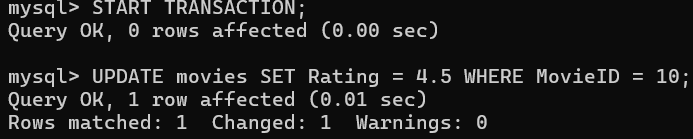 mysql> START TRANSACTION;
Query OK, 0 rows affected (0.00 sec)

mysql> UPDATE movies SET Rating = 4.5 WHERE MovieID = 10;
Query OK, 1 row affected (0.01 sec)
Rows matched: 1  Changed: 1  Warnings: 0